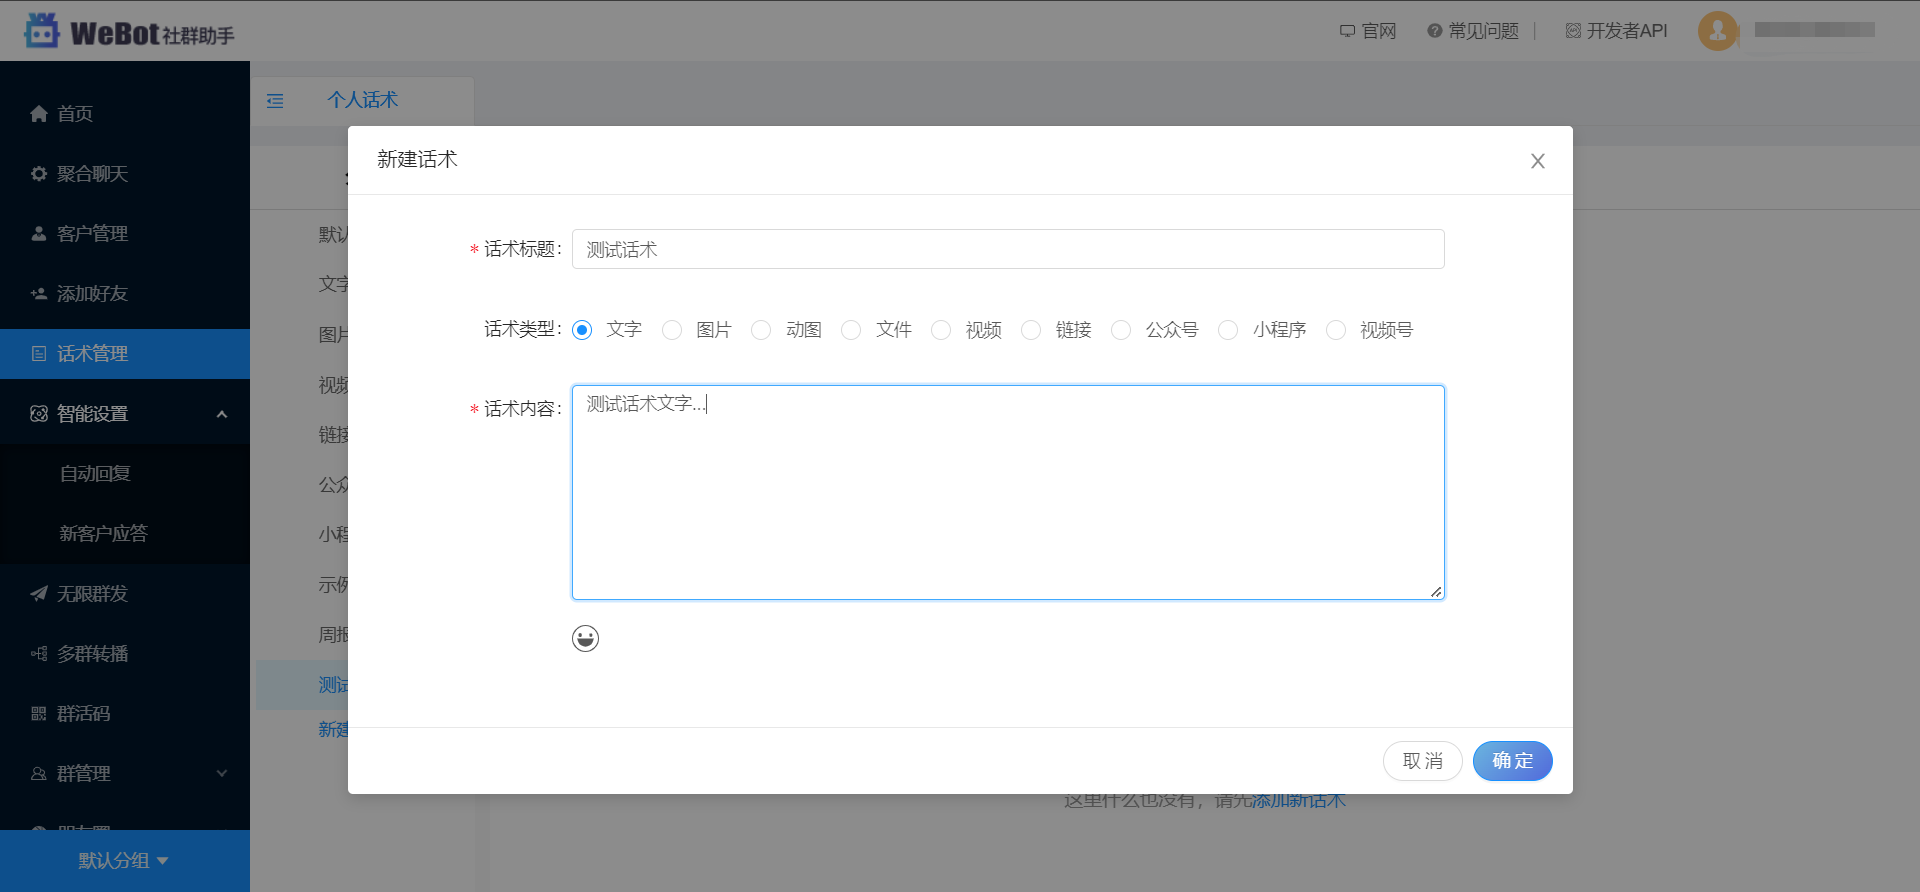 WeBot社群助手
官网
常见问题
开发者API
首页
聚合聊天
客户管理
添加好友
话术管理
智能设置
自动回复
新客户应答
无限群发
多群转播
群活码
群管理
默认分组
个人话术
默认
文字
图片
视频
链接
公众
小程
示例
周报
测试
新建
新建话术
* 话术标题: 测试话术
话术类型: 文字 图片 动图 文件 视频 链接 公众号 小程序 视频号
* 话术内容: 测试话术文字...
取消 确定
这里什么也没有，请先添加新话术